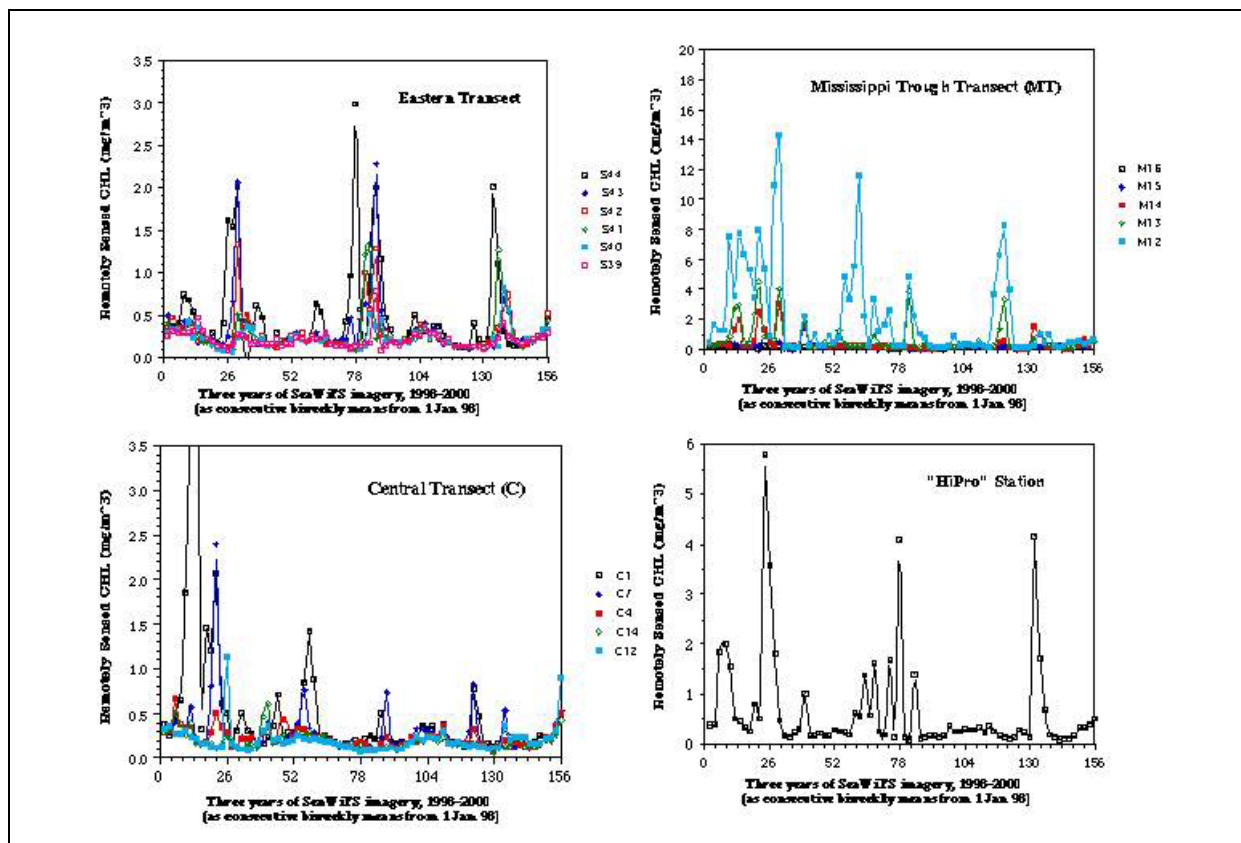 Eastern Transect
Remotely Sensed CHL (mg/m^3)
3.5
3.0
2.5
2.0
1.5
1.0
0.5
0.0
0 26 52 78 104 130 156
Three years of SeaWiFS imagery, 1998-2000
(as consecutive biweekly means from 1 Jan 98)
S44
S43
S42
S41
S40
S39
Mississippi Trough Transect (MT)
Remotely Sensed CHL (mg/m^3)
20
18
16
14
12
10
8
6
4
2
0
0 26 52 78 104 130 156
Three years of SeaWiFS imagery, 1998-2000
(as consecutive biweekly means from 1 Jan 98)
M16
M15
M14
M13
M12
Central Transect (C)
Remotely Sensed CHL (mg/m^3)
3.5
3.0
2.5
2.0
1.5
1.0
0.5
0.0
0 26 52 78 104 130 156
Three years of SeaWiFS imagery, 1998-2000
(as consecutive biweekly means from 1 Jan 98)
C1
C7
C4
C14
C12
"HiPro" Station
Remotely Sensed CHL (mg/m^3)
6
5
4
3
2
1
0
0 26 52 78 104 130 156
Three years of SeaWiFS imagery, 1998-2000
(as consecutive biweekly means from 1 Jan 98)